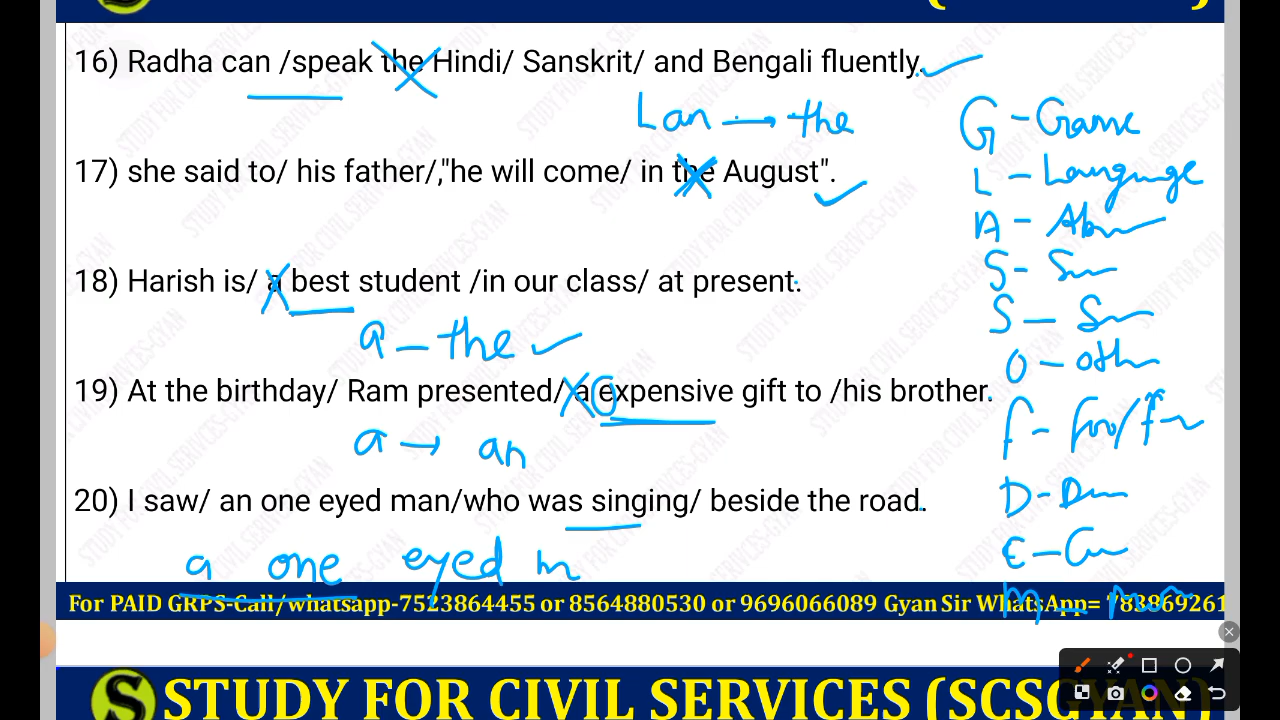 16) Radha can /speak the Hindi/ Sanskrit/ and Bengali fluently.
Lan → the
G - Game
17) she said to/ his father/,"he will come/ in the August".
L - Language
A -
S -
18) Harish is/ a best student /in our class/ at present.
S -
a - the
O - oth
19) At the birthday/ Ram presented/ a expensive gift to /his brother.
F -
a → an
20) I saw/ an one eyed man/who was singing/ beside the road.
D -
a one eyed m
For PAID GRPS-Call/whatsapp-7523864455 or 8564880530 or 9696066089 Gyan Sir WhatsApp= 783869261
S STUDY FOR CIVIL SERVICES (SCSGYAN)